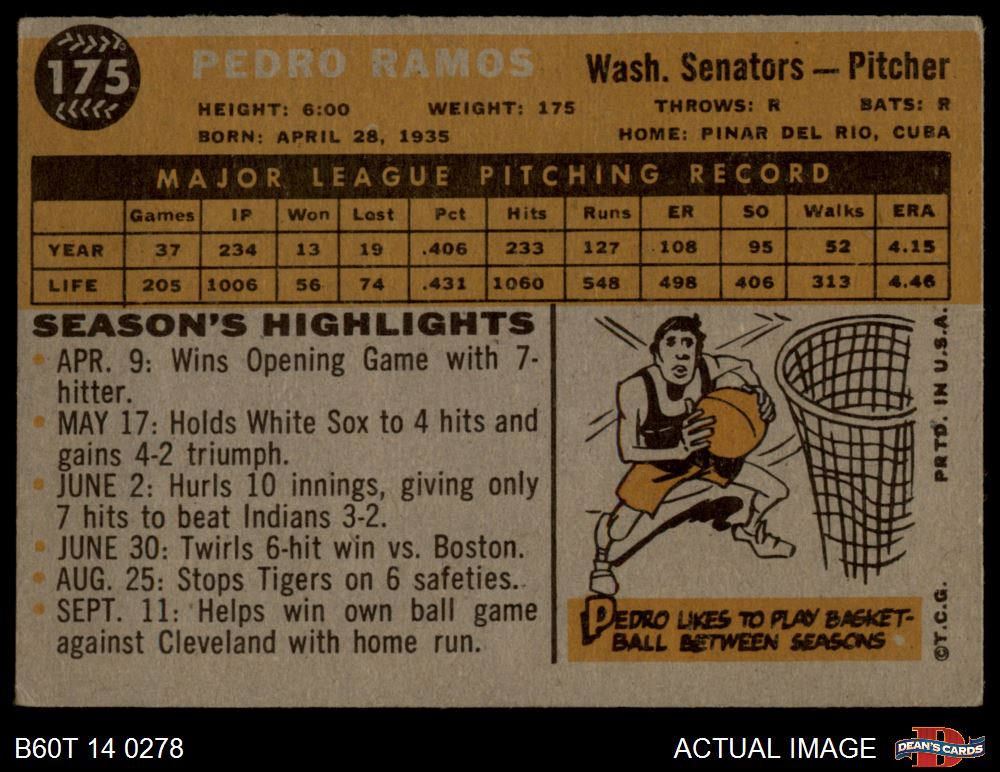 175
PEDRO RAMOS
Wash. Senators — Pitcher
HEIGHT: 6:00 WEIGHT: 175 THROWS: R BATS: R
BORN: APRIL 28, 1935 HOME: PINAR DEL RIO, CUBA
MAJOR LEAGUE PITCHING RECORD
Games IP Won Lost Pct Hits Runs ER SO Walks ERA
YEAR 37 234 13 19 .406 233 127 108 95 52 4.15
LIFE 205 1006 56 74 .431 1060 548 498 406 313 4.46
SEASON'S HIGHLIGHTS
• APR. 9: Wins Opening Game with 7-
hitter.
• MAY 17: Holds White Sox to 4 hits and
gains 4-2 triumph.
• JUNE 2: Hurls 10 innings, giving only
7 hits to beat Indians 3-2.
• JUNE 30: Twirls 6-hit win vs. Boston.
• AUG. 25: Stops Tigers on 6 safeties.
• SEPT. 11: Helps win own ball game
against Cleveland with home run.
PEDRO LIKES TO PLAY BASKET-
BALL BETWEEN SEASONS
©T.C.G. PRTD. IN U.S.A.
B60T 14 0278
ACTUAL IMAGE
D
DEAN'S CARDS